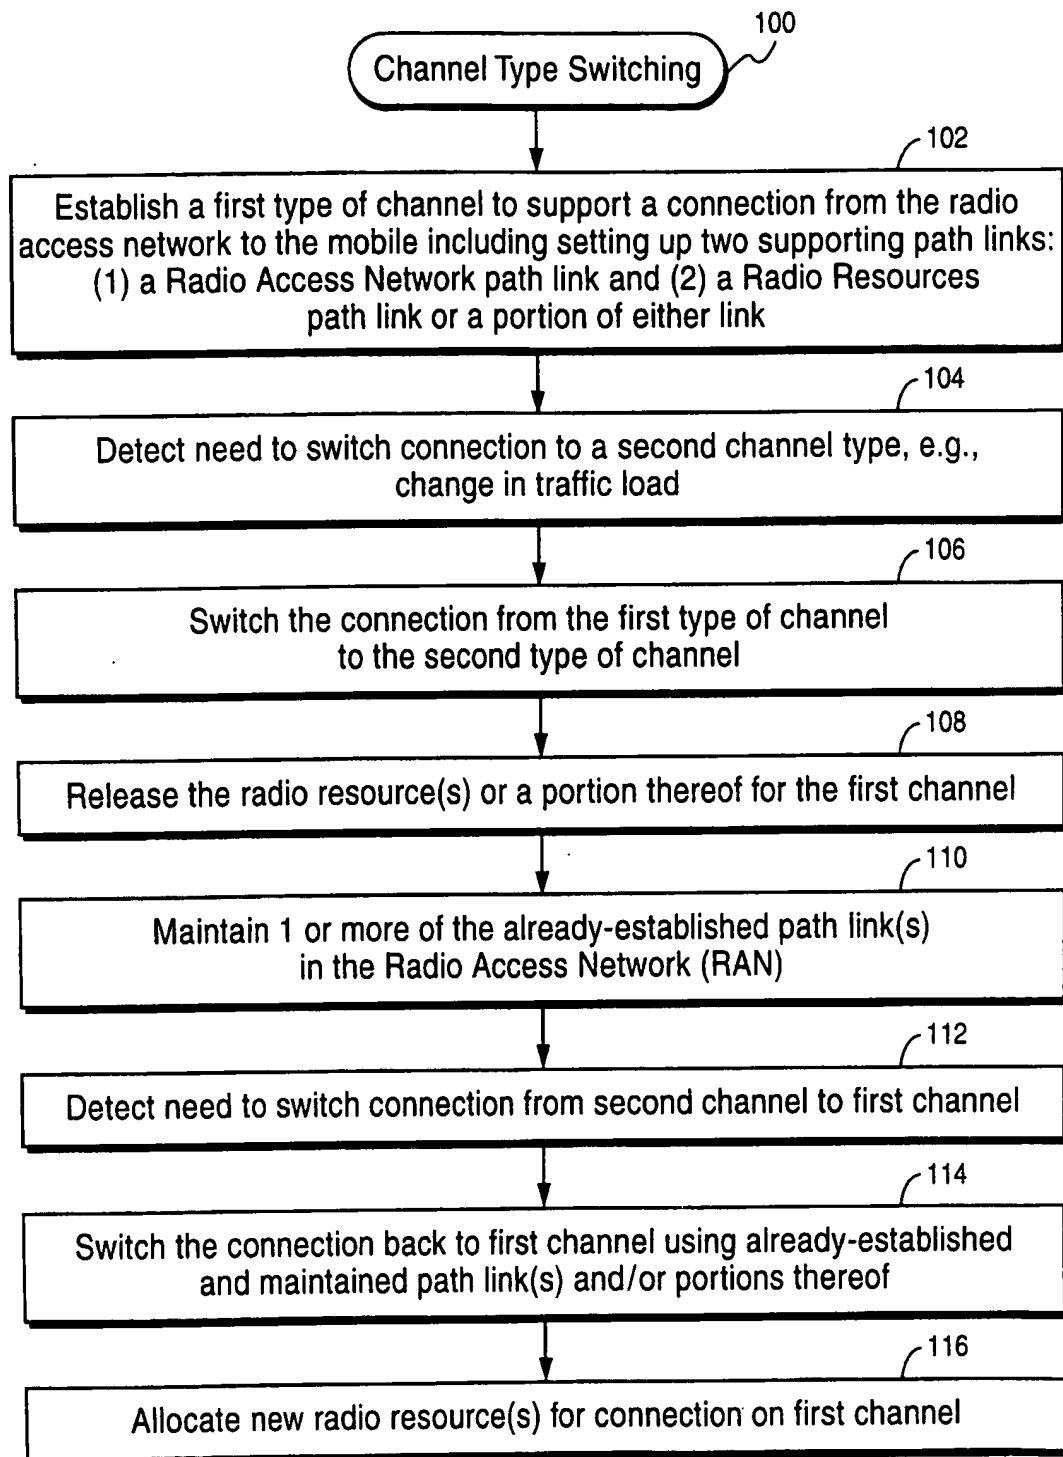 100
Channel Type Switching
102
Establish a first type of channel to support a connection from the radio
access network to the mobile including setting up two supporting path links:
(1) a Radio Access Network path link and (2) a Radio Resources
path link or a portion of either link
104
Detect need to switch connection to a second channel type, e.g.,
change in traffic load
106
Switch the connection from the first type of channel
to the second type of channel
108
Release the radio resource(s) or a portion thereof for the first channel
110
Maintain 1 or more of the already-established path link(s)
in the Radio Access Network (RAN)
112
Detect need to switch connection from second channel to first channel
114
Switch the connection back to first channel using already-established
and maintained path link(s) and/or portions thereof
116
Allocate new radio resource(s) for connection on first channel